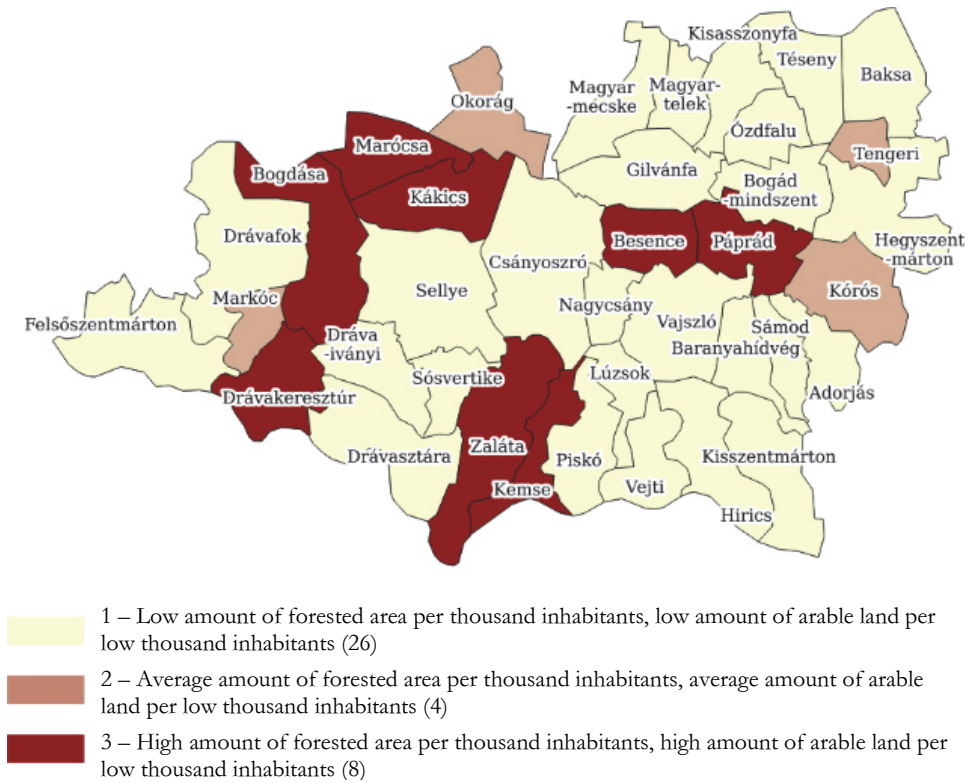 Kisasszonyfa
Téseny
Baksa
Magyar
-mécske
Magyar-
telek
Okorág
Ózdfalu
Marócsa
Tengeri
Bogdása
Gilvánfa
Bogád
-mindszent
Kákics
Drávafok
Besence
Páprád
Hegyszent
-márton
Csányoszró
Sellye
Kórós
Markóc
Nagycsány
Felsőszentmárton
Vajszló
Sámod
Dráva
-iványi
Baranyahídvég
Sósvertike
Lúzsok
Drávakeresztúr
Adorjás
Zaláta
Drávasztára
Piskó
Kisszentmárton
Kemse
Vejti
Hirics
1 – Low amount of forested area per thousand inhabitants, low amount of arable land per
low thousand inhabitants (26)
2 – Average amount of forested area per thousand inhabitants, average amount of arable
land per low thousand inhabitants (4)
3 – High amount of forested area per thousand inhabitants, high amount of arable land per
low thousand inhabitants (8)